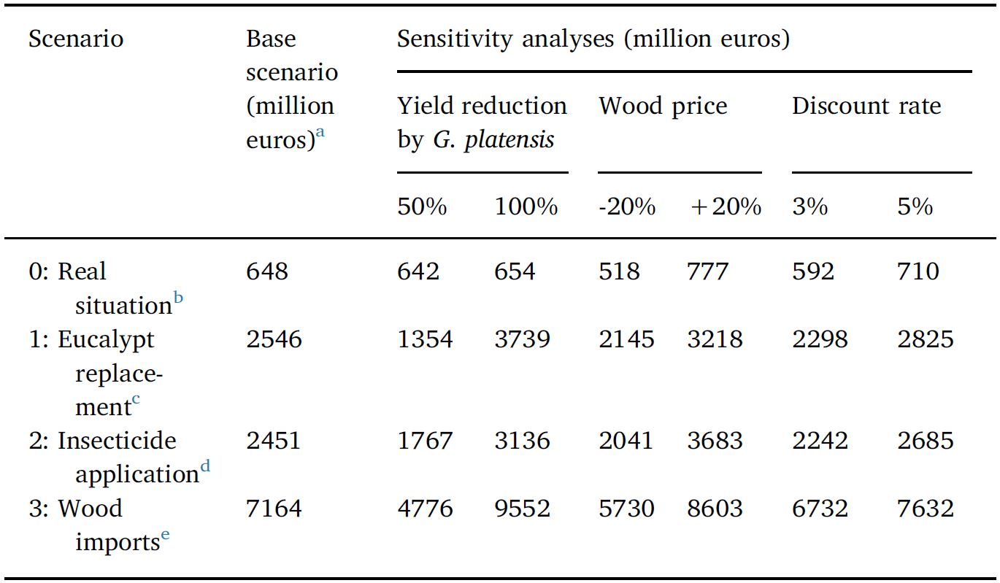 Scenario Base Sensitivity analyses (million euros)
scenario
(million Yield reduction Wood price Discount rate
euros)a by G. platensis
50% 100% -20% +20% 3% 5%
0: Real 648 642 654 518 777 592 710
situationb
1: Eucalypt 2546 1354 3739 2145 3218 2298 2825
replace-
mentc
2: Insecticide 2451 1767 3136 2041 3683 2242 2685
applicationd
3: Wood 7164 4776 9552 5730 8603 6732 7632
importse